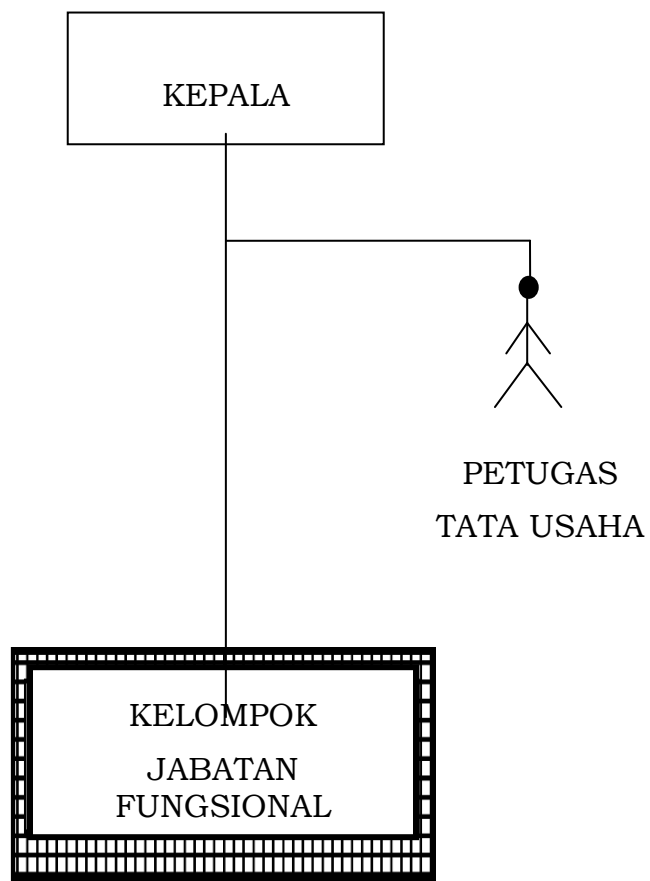 KEPALA
PETUGAS
TATA USAHA
KELOMPOK
JABATAN
FUNGSIONAL